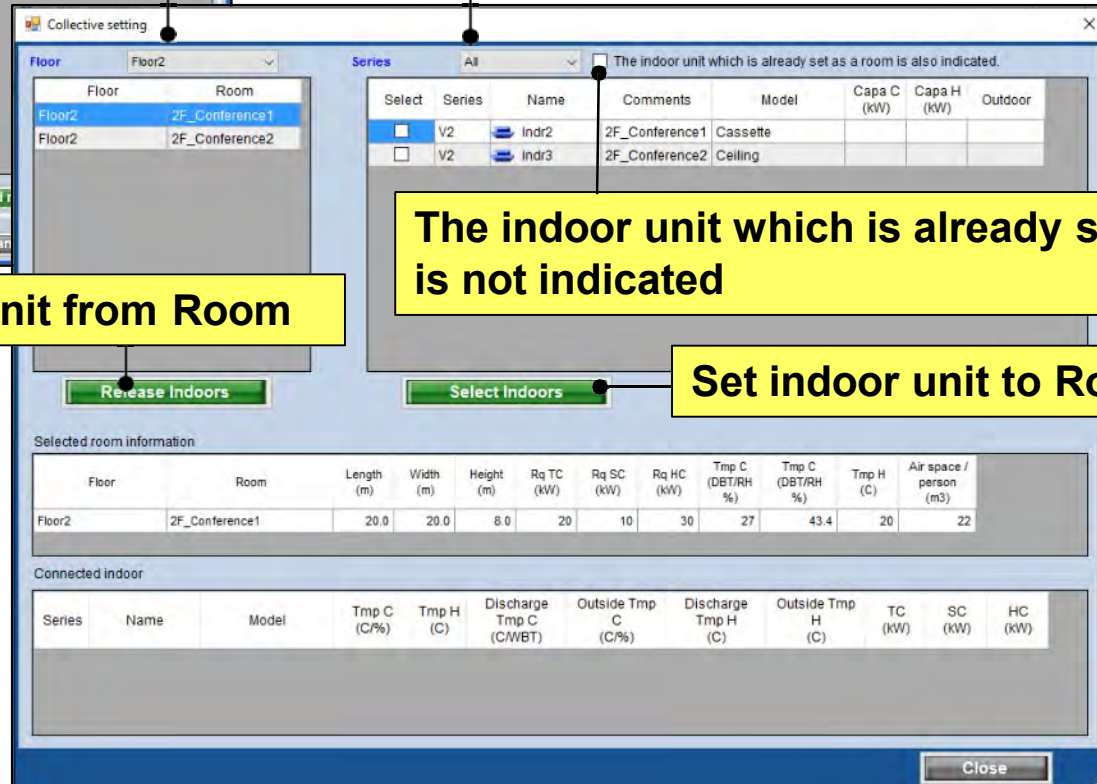 Collective setting
Floor Floor2 Series All The indoor unit which is already set as a room is also indicated.
Floor Room
Floor2 2F_Conference1
Floor2 2F_Conference2
Select Series Name Comments Model Capa C (kW) Capa H (kW) Outdoor
V2 Indr2 2F_Conference1 Cassette
V2 Indr3 2F_Conference2 Ceiling
The indoor unit which is already s
is not indicated
nit from Room
Release Indoors Select Indoors
Set indoor unit to Ro
Selected room information
Floor Room Length (m) Width (m) Height (m) Rq TC (kW) Rq SC (kW) Rq HC (kW) Tmp C (DBT/RH %) Tmp C (DBT/RH %) Tmp H (C) Air space / person (m3)
Floor2 2F_Conference1 20.0 20.0 8.0 20 10 30 27 43.4 20 22
Connected indoor
Series Name Model Tmp C (C/%) Tmp H (C) Discharge Tmp C (C/WBT) Outside Tmp C (C/%) Discharge Tmp H (C) Outside Tmp H (C) TC (kW) SC (kW) HC (kW)
Close